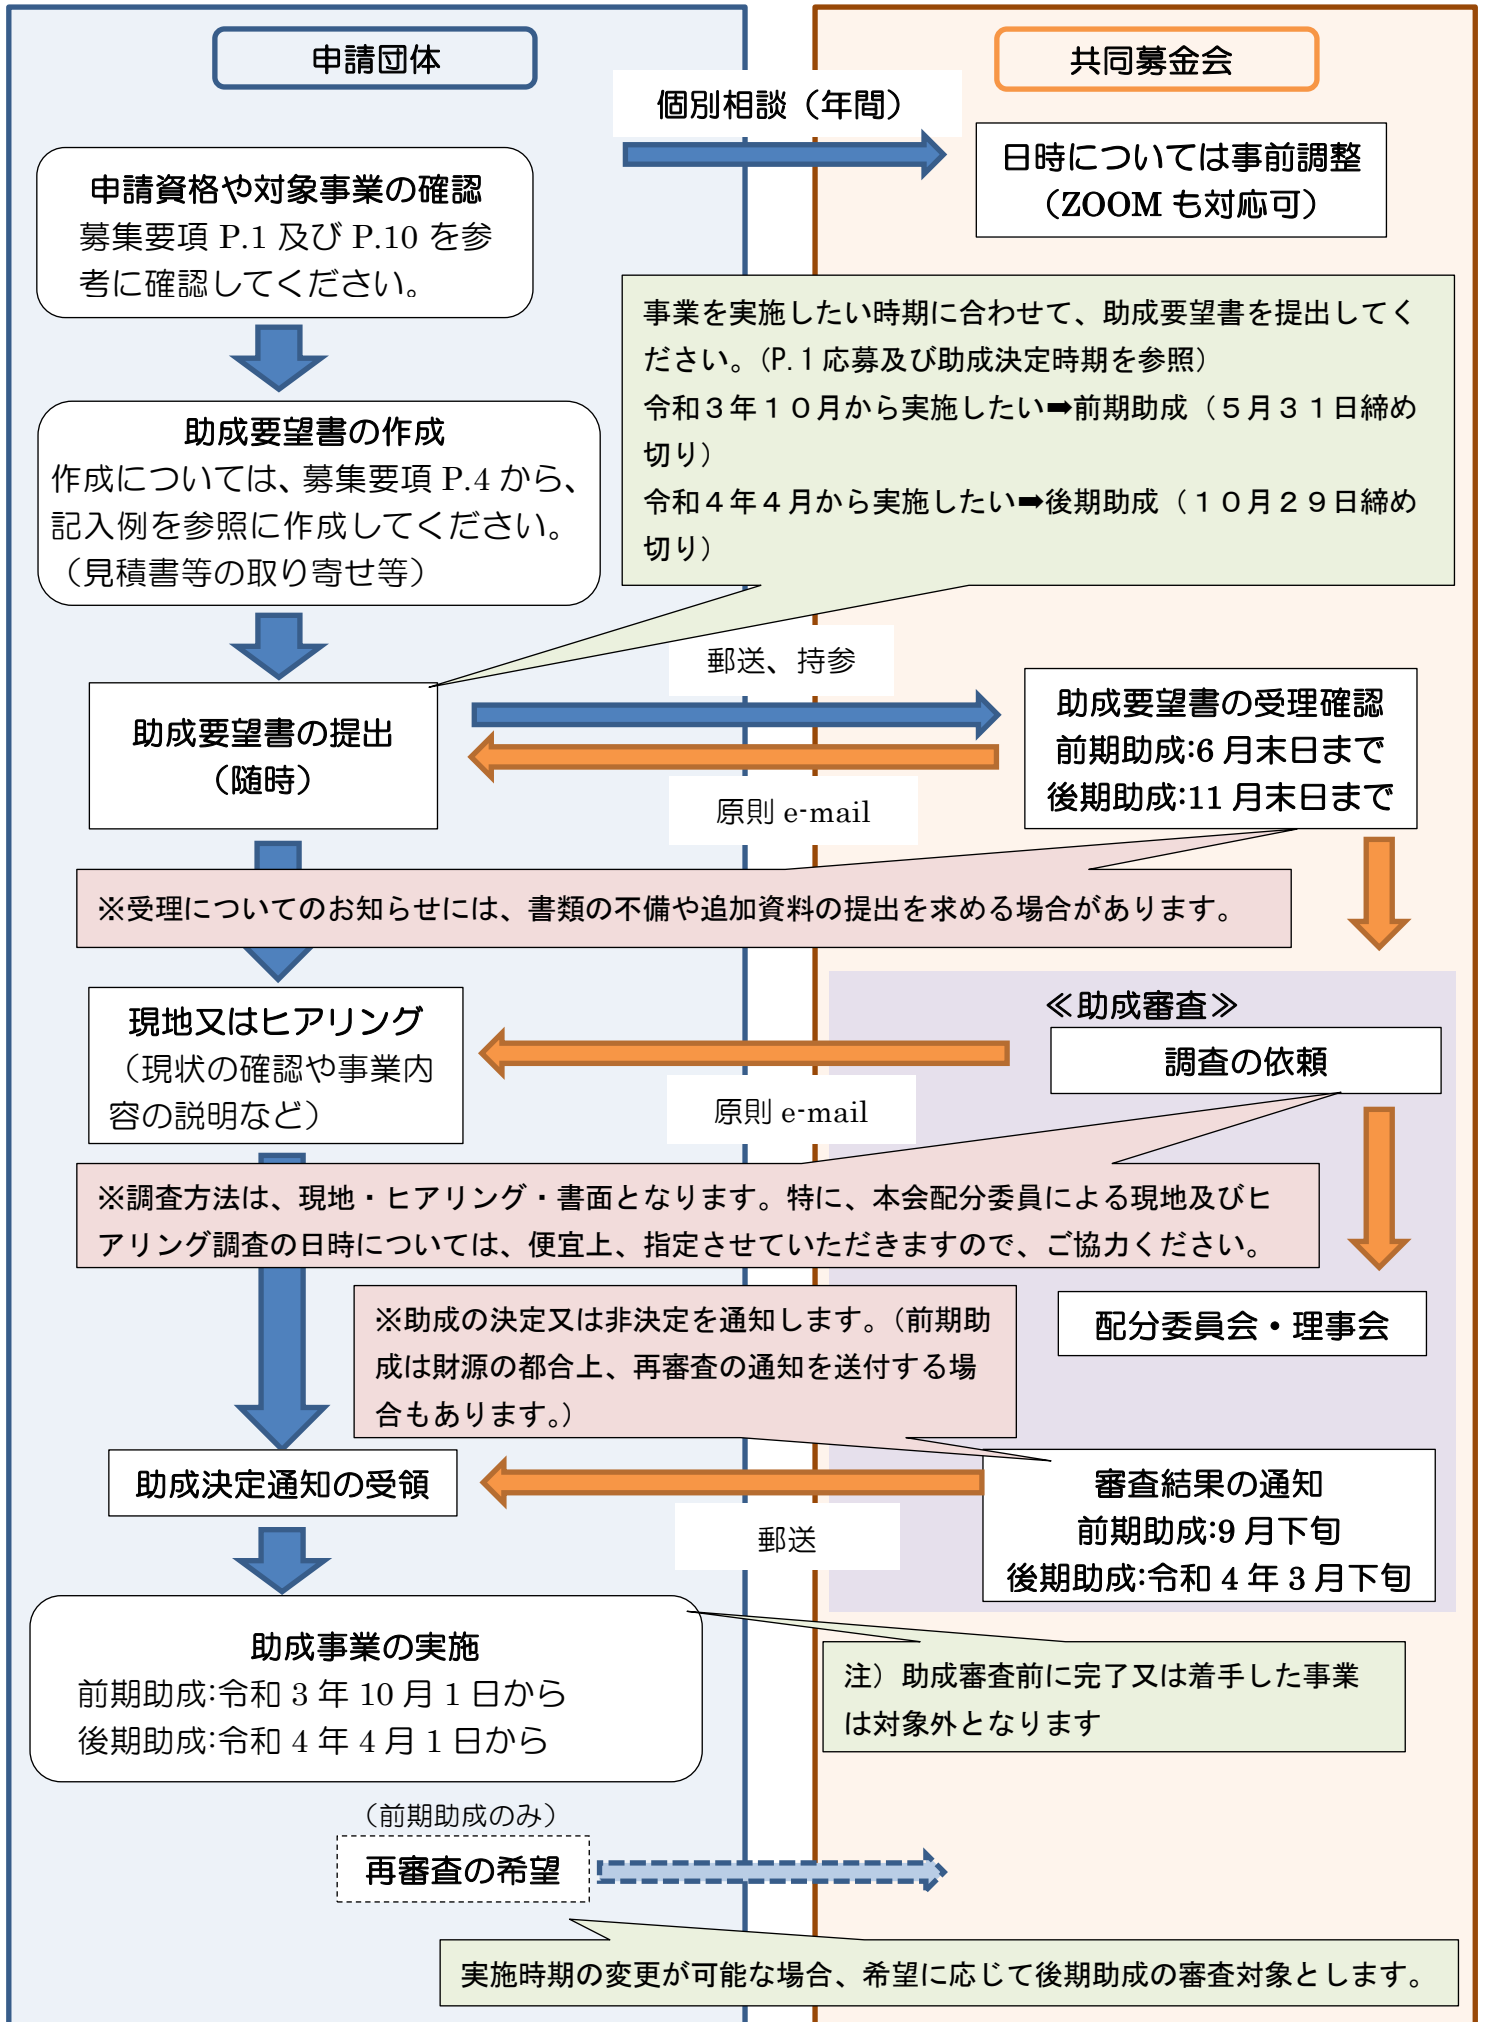 申請団体
共同募金会
個別相談（年間）
日時については事前調整
（ZOOM も対応可）
申請資格や対象事業の確認
募集要項 P.1 及び P.10 を参
考に確認してください。
事業を実施したい時期に合わせて、助成要望書を提出してく
ださい。（P.1 応募及び助成決定時期を参照）
令和３年１０月から実施したい➡前期助成（５月３１日締め
切り）
令和４年４月から実施したい➡後期助成（１０月２９日締め
切り）
助成要望書の作成
作成については、募集要項 P.4 から、
記入例を参照に作成してください。
（見積書等の取り寄せ等）
郵送、持参
助成要望書の提出
（随時）
助成要望書の受理確認
前期助成:6 月末日まで
後期助成:11 月末日まで
原則 e-mail
※受理についてのお知らせには、書類の不備や追加資料の提出を求める場合があります。
現地又はヒアリング
（現状の確認や事業内
容の説明など）
≪助成審査≫
調査の依頼
原則 e-mail
※調査方法は、現地・ヒアリング・書面となります。特に、本会配分委員による現地及びヒ
アリング調査の日時については、便宜上、指定させていただきますので、ご協力ください。
※助成の決定又は非決定を通知します。（前期助
成は財源の都合上、再審査の通知を送付する場
合もあります。）
配分委員会・理事会
助成決定通知の受領
審査結果の通知
前期助成:9 月下旬
後期助成:令和 4 年 3 月下旬
郵送
助成事業の実施
前期助成:令和 3 年 10 月 1 日から
後期助成:令和 4 年 4 月 1 日から
注）助成審査前に完了又は着手した事業
は対象外となります
（前期助成のみ）
再審査の希望
実施時期の変更が可能な場合、希望に応じて後期助成の審査対象とします。